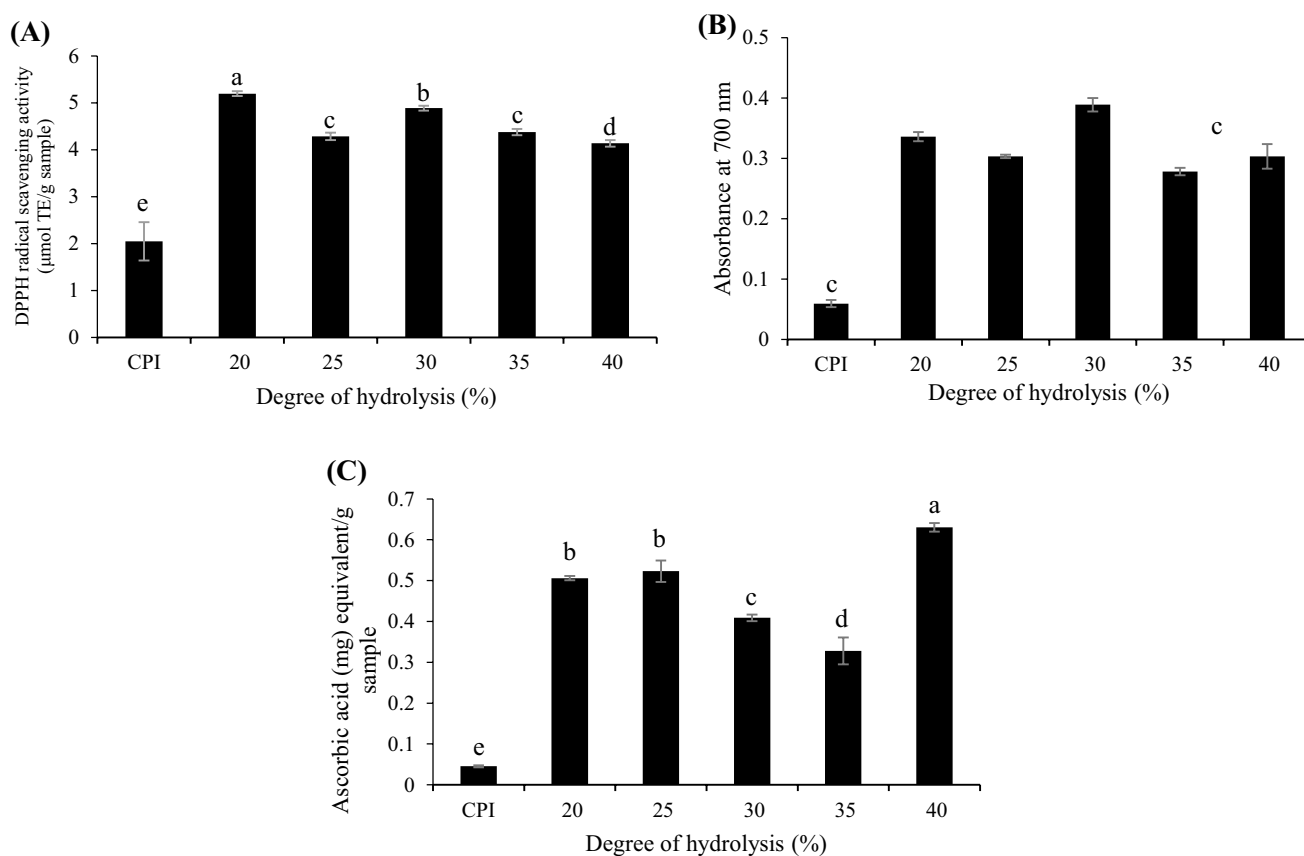 (A)
DPPH radical scavenging activity
(µmol TE/g sample)
6
5
4
3
2
1
0
e
a
c
b
c
d
CPI 20 25 30 35 40
Degree of hydrolysis (%)
(B)
Absorbance at 700 nm
0.5
0.4
0.3
0.2
0.1
0
c
c
CPI 20 25 30 35 40
Degree of hydrolysis (%)
(C)
Ascorbic acid (mg) equivalent/g
sample
0.7
0.6
0.5
0.4
0.3
0.2
0.1
0
e
b
b
c
d
a
CPI 20 25 30 35 40
Degree of hydrolysis (%)